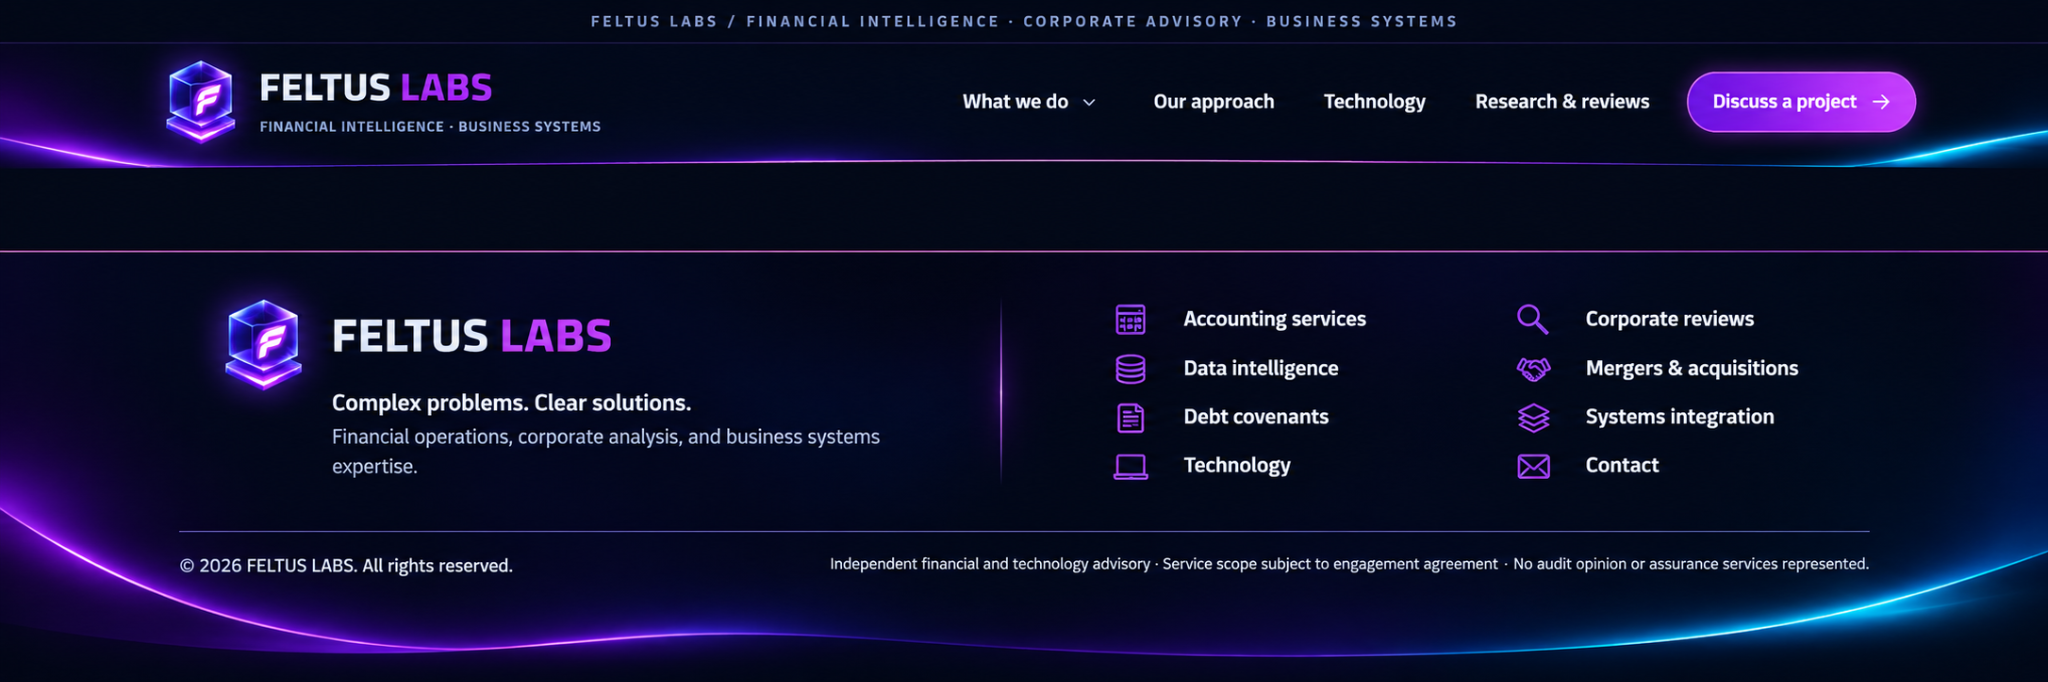 FELTUS LABS / FINANCIAL INTELLIGENCE · CORPORATE ADVISORY · BUSINESS SYSTEMS
F
FELTUS LABS
FINANCIAL INTELLIGENCE · BUSINESS SYSTEMS
What we do
Our approach
Technology
Research & reviews
Discuss a project →
F
FELTUS LABS
Complex problems. Clear solutions.
Financial operations, corporate analysis, and business systems
expertise.
Accounting services
Data intelligence
Debt covenants
Technology
Corporate reviews
Mergers & acquisitions
Systems integration
Contact
© 2026 FELTUS LABS. All rights reserved.
Independent financial and technology advisory · Service scope subject to engagement agreement · No audit opinion or assurance services represented.